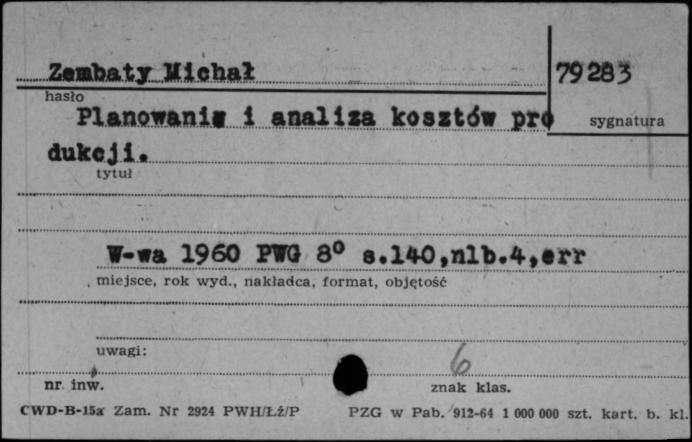 Zembaty Michał
79283
hasło
Planowanie i analiza kosztów pro
sygnatura
dukcji.
tytuł
W-wa 1960 PWG 8° s.140,nlb.4,err
miejsce, rok wyd., nakładca, format, objętość
uwagi:
6
nr. inw.
znak klas.
CWD-B-15a Zam. Nr 2924 PWH/Łź/P
PZG w Pab. 912-64 1 000 000 szt. kart. b. kl.